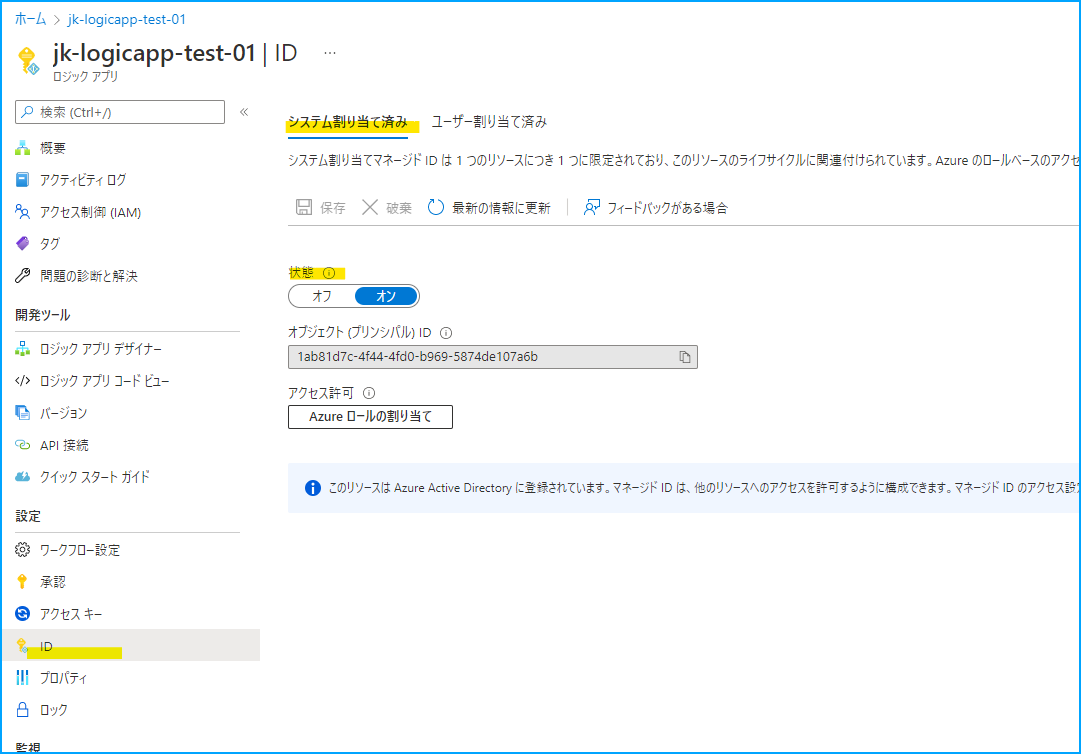 ホーム > jk-logicapp-test-01
jk-logicapp-test-01 | ID ...
ロジック アプリ
検索 (Ctrl+/)
«
概要
アクティビティ ログ
アクセス制御 (IAM)
タグ
問題の診断と解決
開発ツール
ロジック アプリ デザイナー
ロジック アプリ コード ビュー
バージョン
API 接続
クイック スタート ガイド
設定
ワークフロー設定
承認
アクセス キー
ID
プロパティ
ロック
監視
システム割り当て済み ユーザー割り当て済み
システム割り当てマネージド ID は 1 つのリソースにつき 1 つに限定されており、このリソースのライフサイクルに関連付けられています。Azure のロールベースのアクセ
保存 破棄 最新の情報に更新 フィードバックがある場合
状態
オフ オン
オブジェクト (プリンシパル) ID
1ab81d7c-4f44-4fd0-b969-5874de107a6b
アクセス許可
Azure ロールの割り当て
このリソースは Azure Active Directory に登録されています。マネージド ID は、他のリソースへのアクセスを許可するように構成できます。マネージド ID のアクセス設定